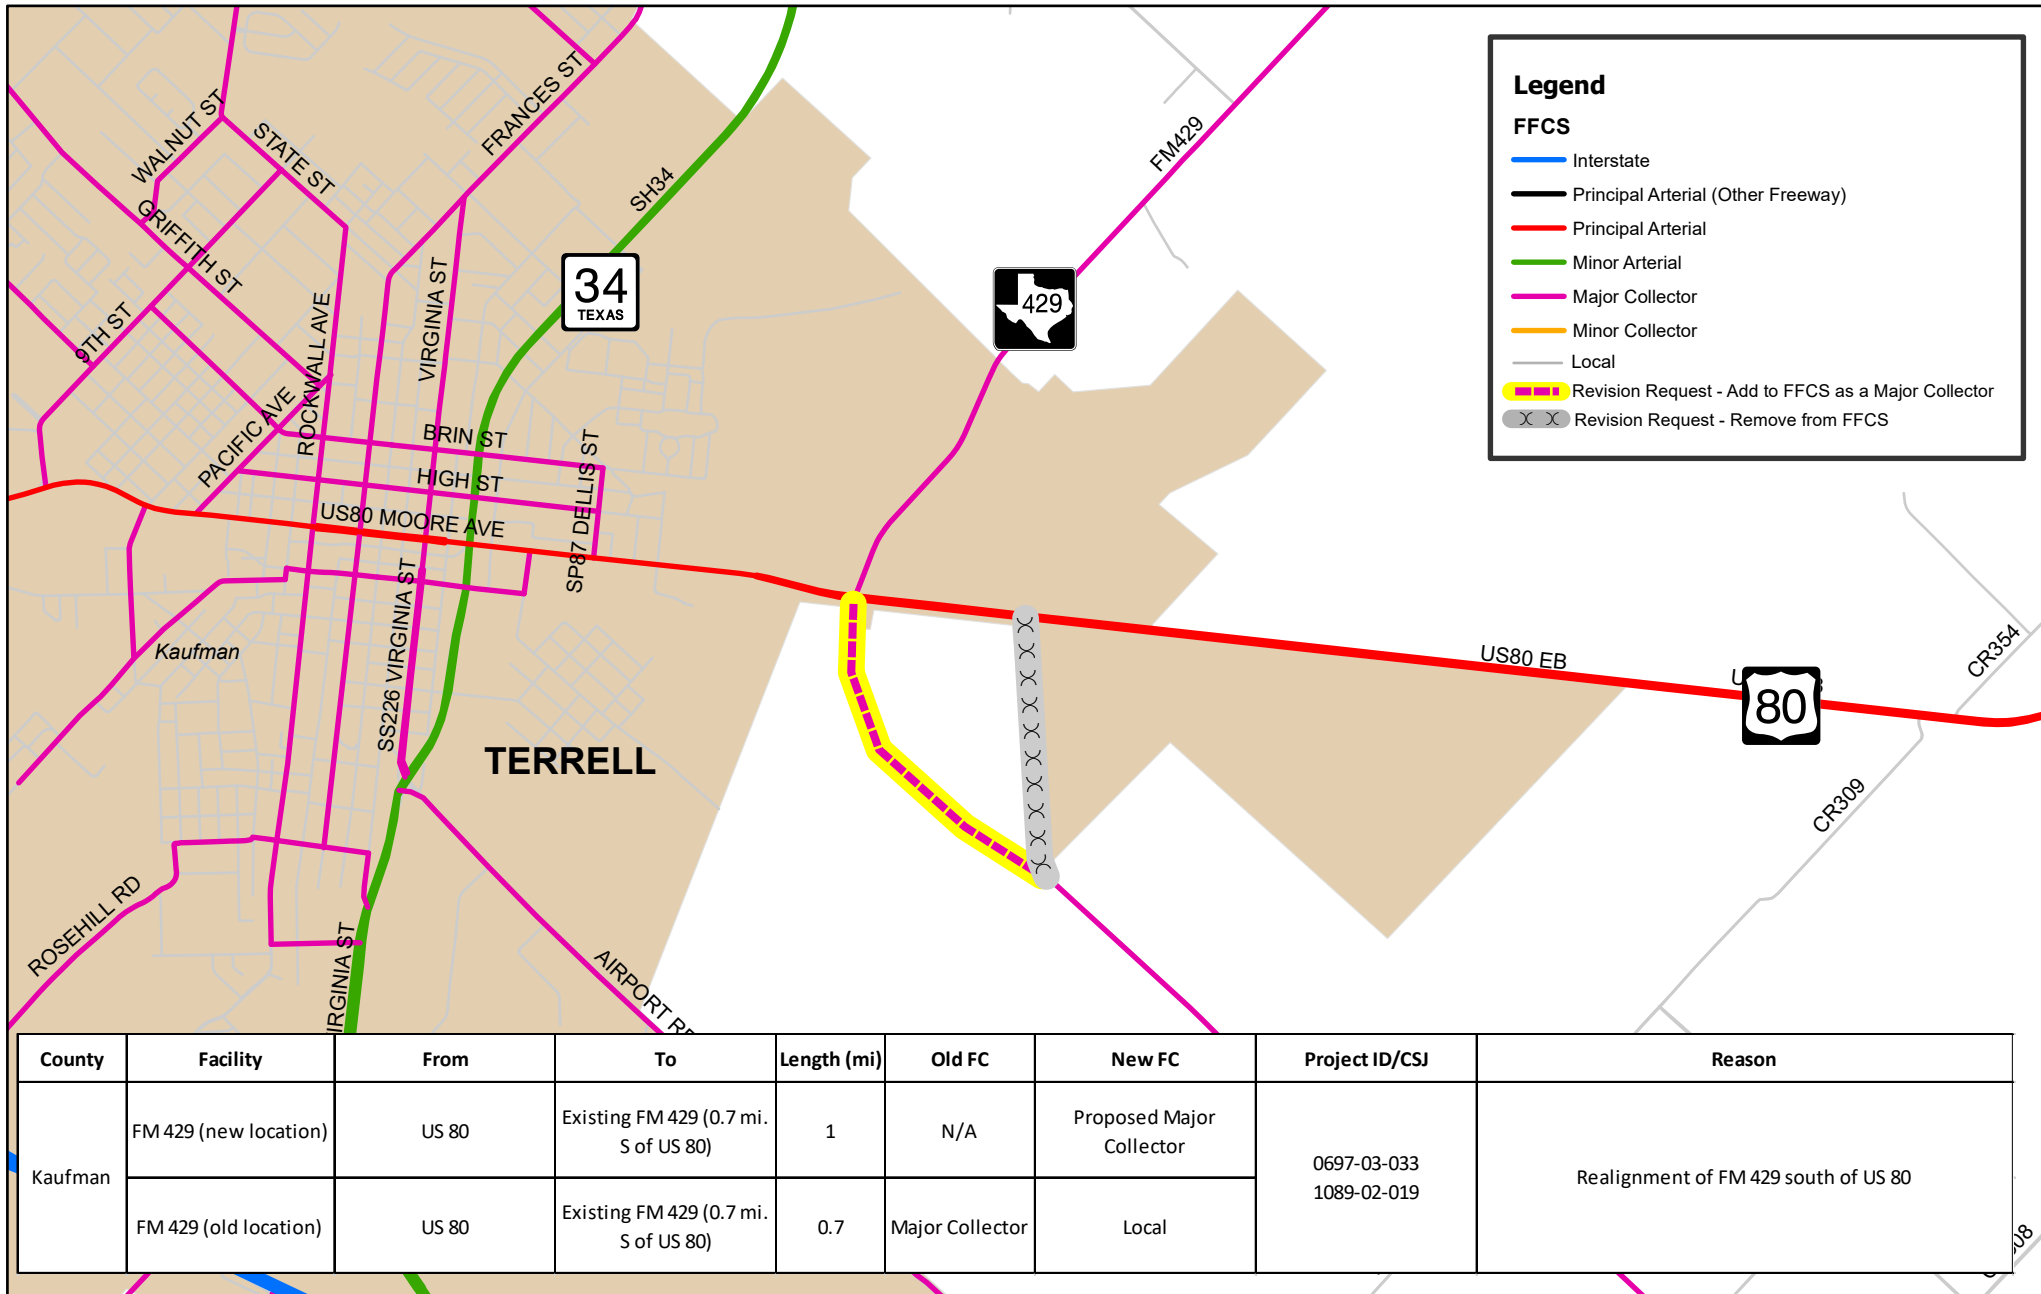 WALNUT ST
STATE ST
FRANCES ST
GRIFFITH ST
SH34
FM429
34
TEXAS
429
9TH ST
ROCKWALL AVE
VIRGINIA ST
PACIFIC AVE
BRIN ST
HIGH ST
US80 MOORE AVE
SP87 DELLIS ST
Kaufman
SS226 VIRGINIA ST
TERRELL
US80 EB
80
CR354
CR309
ROSEHILL RD
AIRPORT
Legend
FFCS
Interstate
Principal Arterial (Other Freeway)
Principal Arterial
Minor Arterial
Major Collector
Minor Collector
Local
Revision Request - Add to FFCS as a Major Collector
Revision Request - Remove from FFCS
County Facility From To Length (mi) Old FC New FC Project ID/CSJ Reason
Kaufman
FM 429 (new location) US 80 Existing FM 429 (0.7 mi.
S of US 80) 1 N/A Proposed Major
Collector
FM 429 (old location) US 80 Existing FM 429 (0.7 mi.
S of US 80) 0.7 Major Collector Local
0697-03-033
1089-02-019
Realignment of FM 429 south of US 80